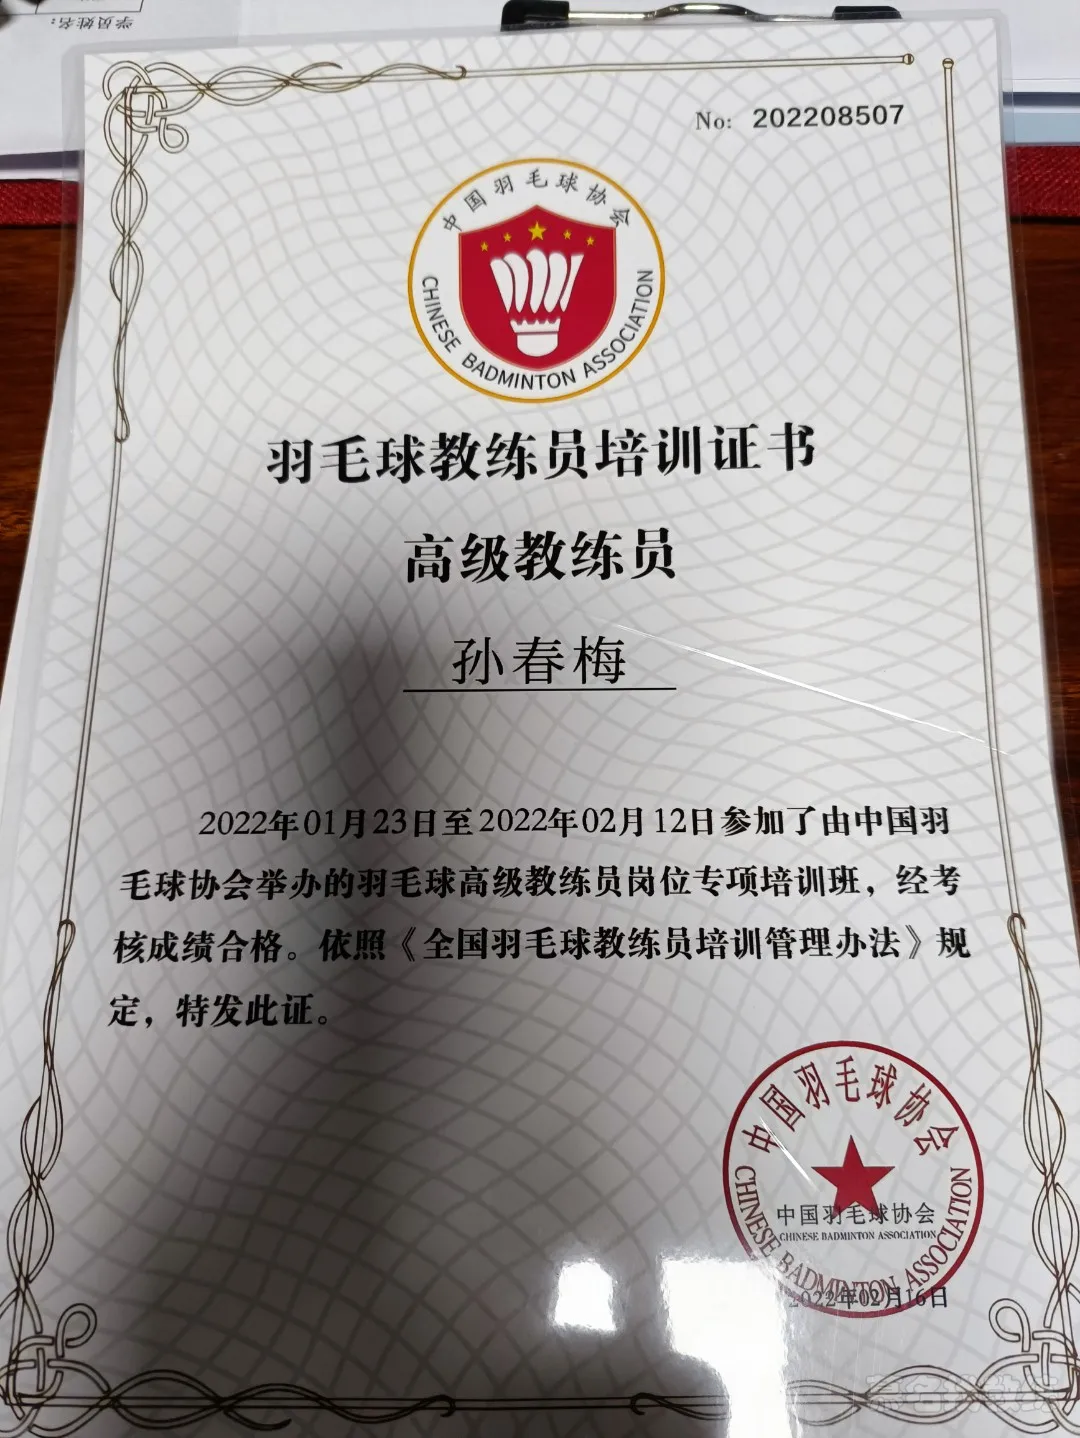 学员姓名：
No: 202208507
中国羽毛球协会
CHINESE BADMINTON ASSOCIATION
羽毛球教练员培训证书
高级教练员
孙春梅
2022年01月23日至2022年02月12日参加了由中国羽
毛球协会举办的羽毛球高级教练员岗位专项培训班，经考
核成绩合格。依照《全国羽毛球教练员培训管理办法》规
定，特发此证。
中国羽毛球协会
中国羽毛球协会
CHINESE BADMINTON ASSOCIATION
CHINESE BADMINTON ASSOCIATION
2022年02月16日